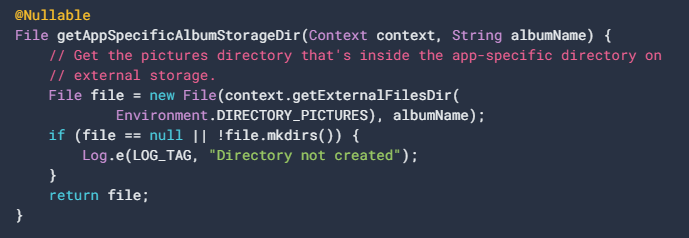 @Nullable
File getAppSpecificAlbumStorageDir(Context context, String albumName) {
    // Get the pictures directory that's inside the app-specific directory on
    // external storage.
    File file = new File(context.getExternalFilesDir(
            Environment.DIRECTORY_PICTURES), albumName);
    if (file == null || !file.mkdirs()) {
        Log.e(LOG_TAG, "Directory not created");
    }
    return file;
}